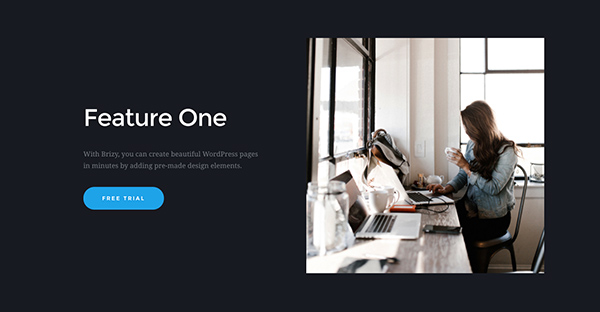 Feature One
With Brizy, you can create beautiful WordPress pages
in minutes by adding pre-made design elements.
FREE TRIAL